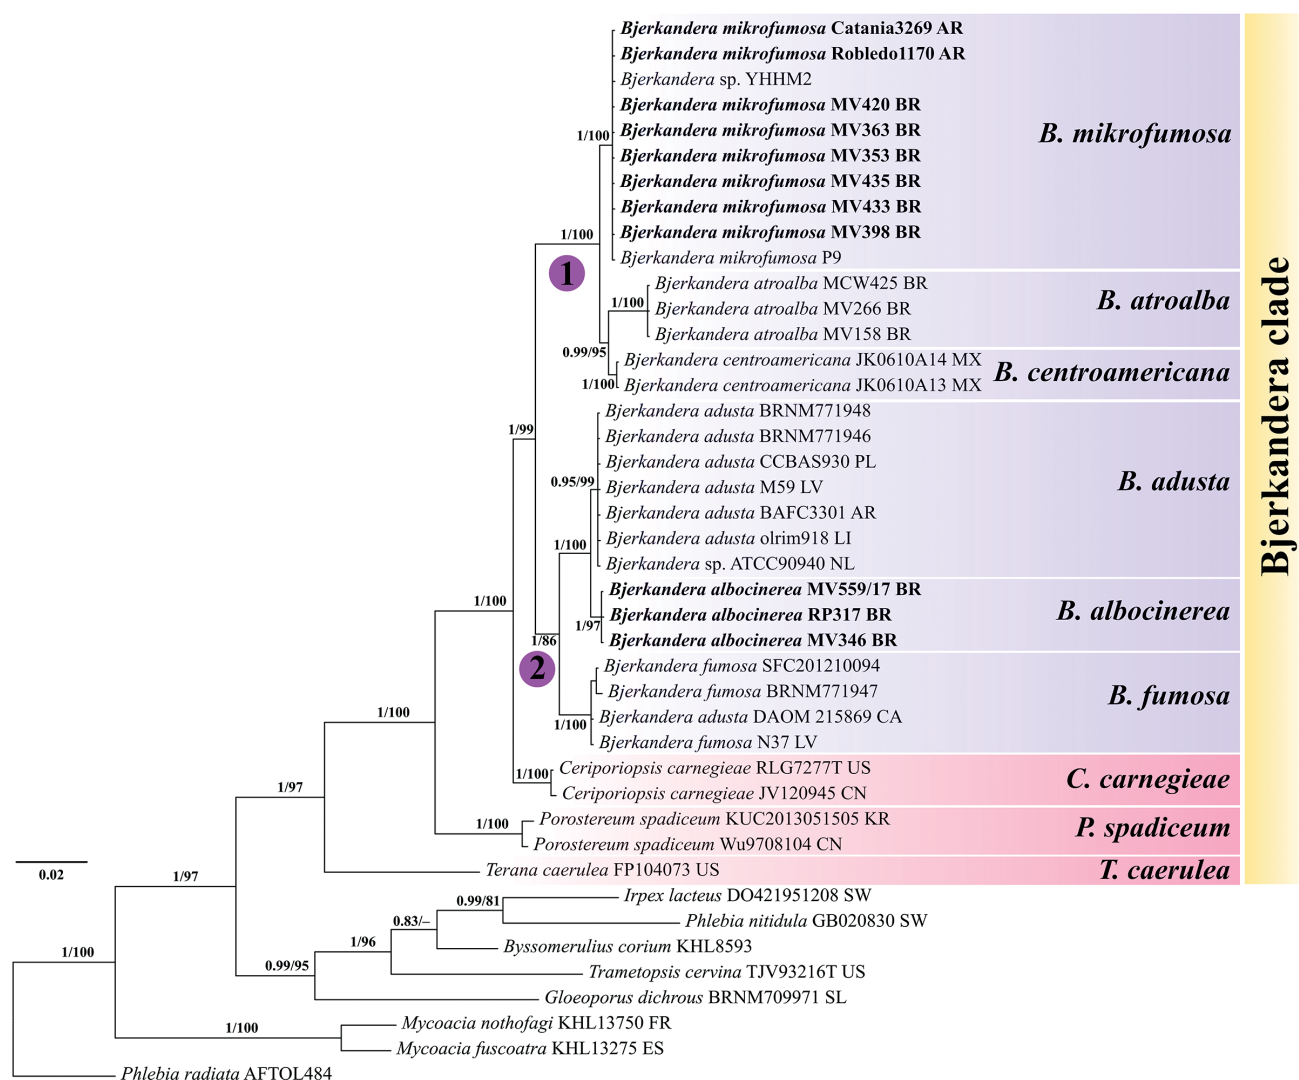 Bjerkandera mikrofumosa Catania3269 AR
Bjerkandera mikrofumosa Robledo1170 AR
Bjerkandera sp. YHHM2
Bjerkandera mikrofumosa MV420 BR
1/100
Bjerkandera mikrofumosa MV363 BR
B. mikrofumosa
Bjerkandera mikrofumosa MV353 BR
Bjerkandera mikrofumosa MV435 BR
Bjerkandera mikrofumosa MV433 BR
1/100
Bjerkandera mikrofumosa MV398 BR
Bjerkandera mikrofumosa P9
1
Bjerkandera atroalba MCW425 BR
1/100
Bjerkandera atroalba MV266 BR
B. atroalba
Bjerkandera atroalba MV158 BR
0.99/95
Bjerkandera centroamericana JK0610A14 MX
B. centroamericana
1/100
Bjerkandera centroamericana JK0610A13 MX
Bjerkandera adusta BRNM771948
1/99
Bjerkandera adusta BRNM771946
Bjerkandera adusta CCBAS930 PL
0.95/99
Bjerkandera adusta M59 LV
B. adusta
Bjerkandera adusta BAFC3301 AR
Bjerkandera adusta olrim918 LI
1/100
Bjerkandera sp. ATCC90940 NL
Bjerkandera albocinerea MV559/17 BR
1/100
Bjerkandera albocinerea RP317 BR
B. albocinerea
1/97
Bjerkandera albocinerea MV346 BR
1/86
2
Bjerkandera fumosa SFC201210094
Bjerkandera fumosa BRNM771947
B. fumosa
Bjerkandera adusta DAOM 215869 CA
1/100
1/100
Bjerkandera fumosa N37 LV
Bjerkandera clade
Ceriporiopsis carnegieae RLG7277T US
1/100
C. carnegieae
1/97
Ceriporiopsis carnegieae JV120945 CN
Porostereum spadiceum KUC2013051505 KR
1/100
P. spadiceum
Porostereum spadiceum Wu9708104 CN
Terana caerulea FP104073 US
T. caerulea
0.02
1/97
Irpex lacteus DO421951208 SW
0.99/81
Phlebia nitidula GB020830 SW
0.83/–
1/96
Byssomerulius corium KHL8593
1/100
0.99/95
Trametopsis cervina TJV93216T US
Gloeoporus dichrous BRNM709971 SL
1/100
Mycoacia nothofagi KHL13750 FR
Mycoacia fuscoatra KHL13275 ES
Phlebia radiata AFTOL484